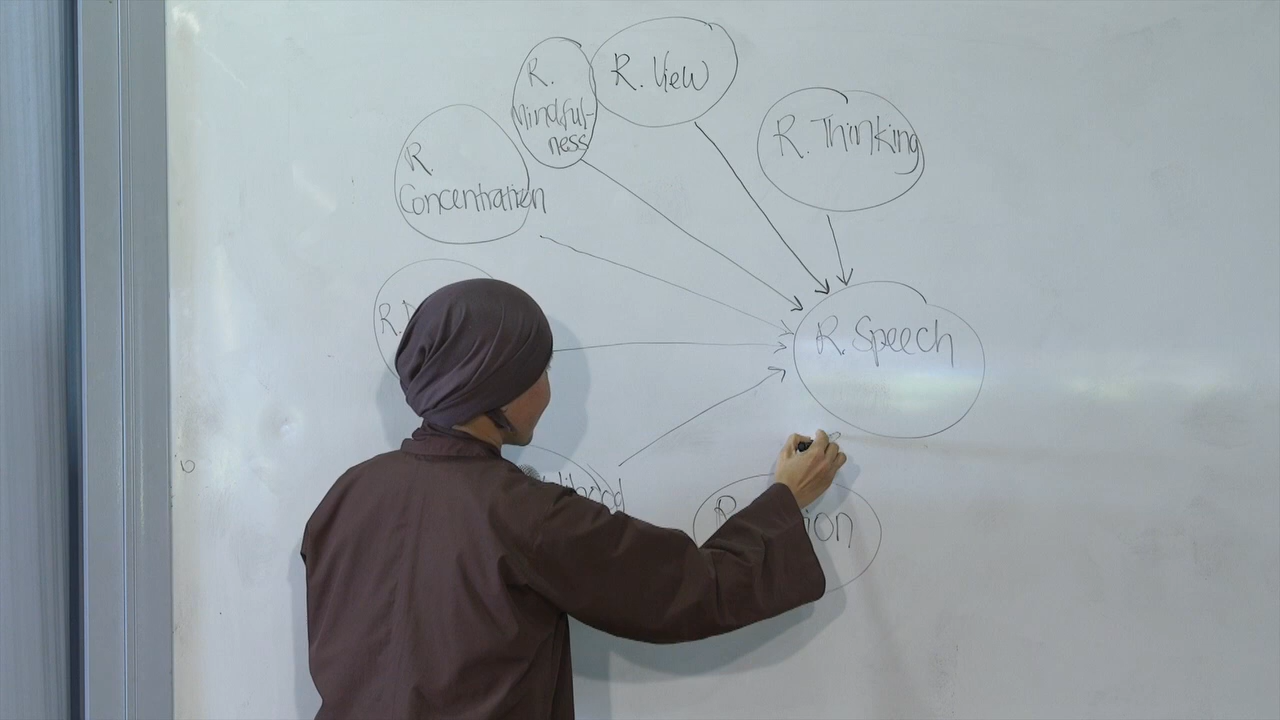 R.
Mindful-
ness
R. View
R. Thinking
R.
Concentration
R.
R. Speech
R.